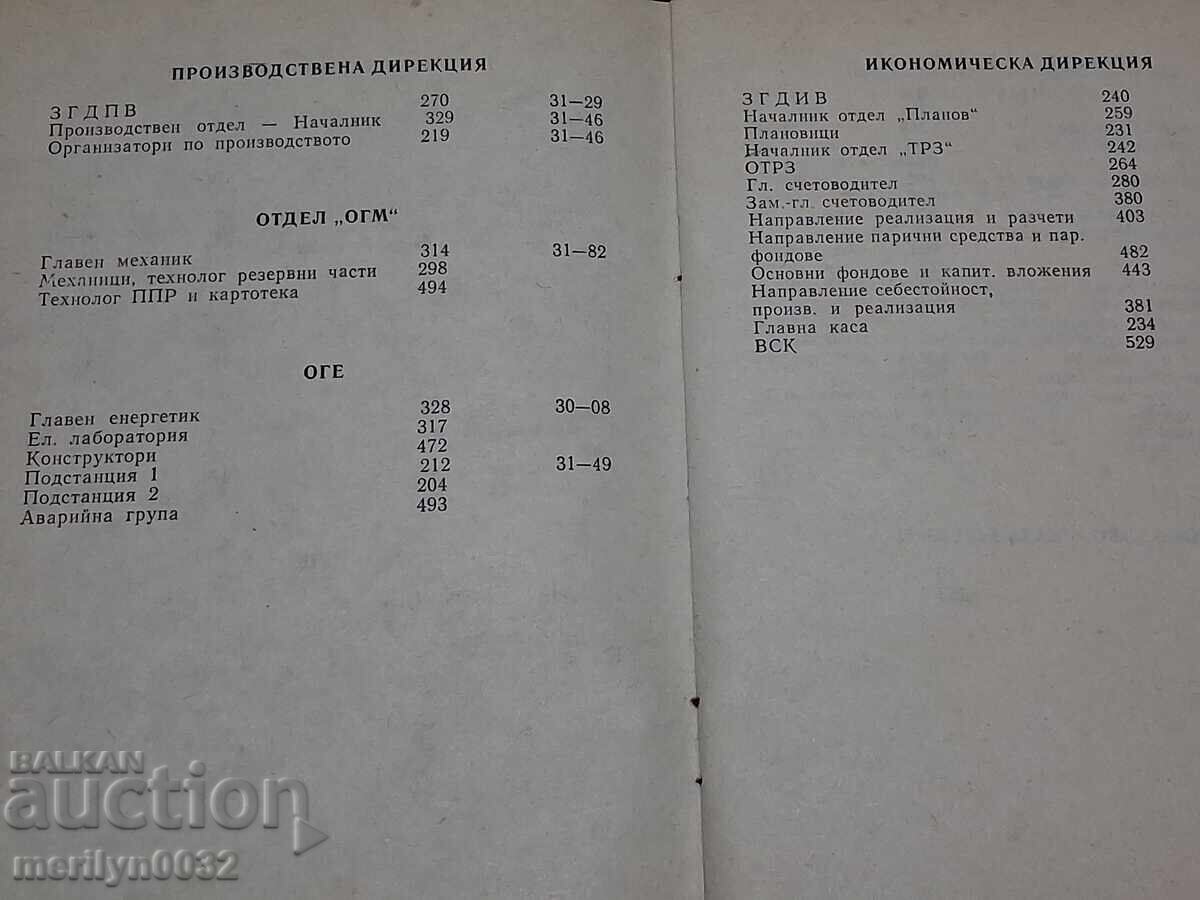 ПРОИЗВОДСТВЕНА ДИРЕКЦИЯ
ЗГДПВ 270 31—29
Производствен отдел — Началник 329 31—46
Организатори по производството 219 31—46
ОТДЕЛ „ОГМ“
Главен механик 314 31—82
Механици, технолог резервни части 298
Технолог ППР и картотека 494
ОГЕ
Главен енергетик 328 30—08
Ел. лаборатория 317
Конструктори 472
Подстанция 1 212 31—49
Подстанция 2 204
Аварийна група 493
ИКОНОМИЧЕСКА ДИРЕКЦИЯ
ЗГДИВ 240
Началник отдел „Планов“ 259
Плановици 231
Началник отдел „ТРЗ“ 242
ОТРЗ 264
Гл. счетоводител 280
Зам.-гл. счетоводител 380
Направление реализация и разчети 403
Направление парични средства и пар.
фондове 482
Основни фондове и капит. вложения 443
Направление себестойност,
произв. и реализация 381
Главна каса 234
ВСК 529
BALKAN
auction
merilyn0032